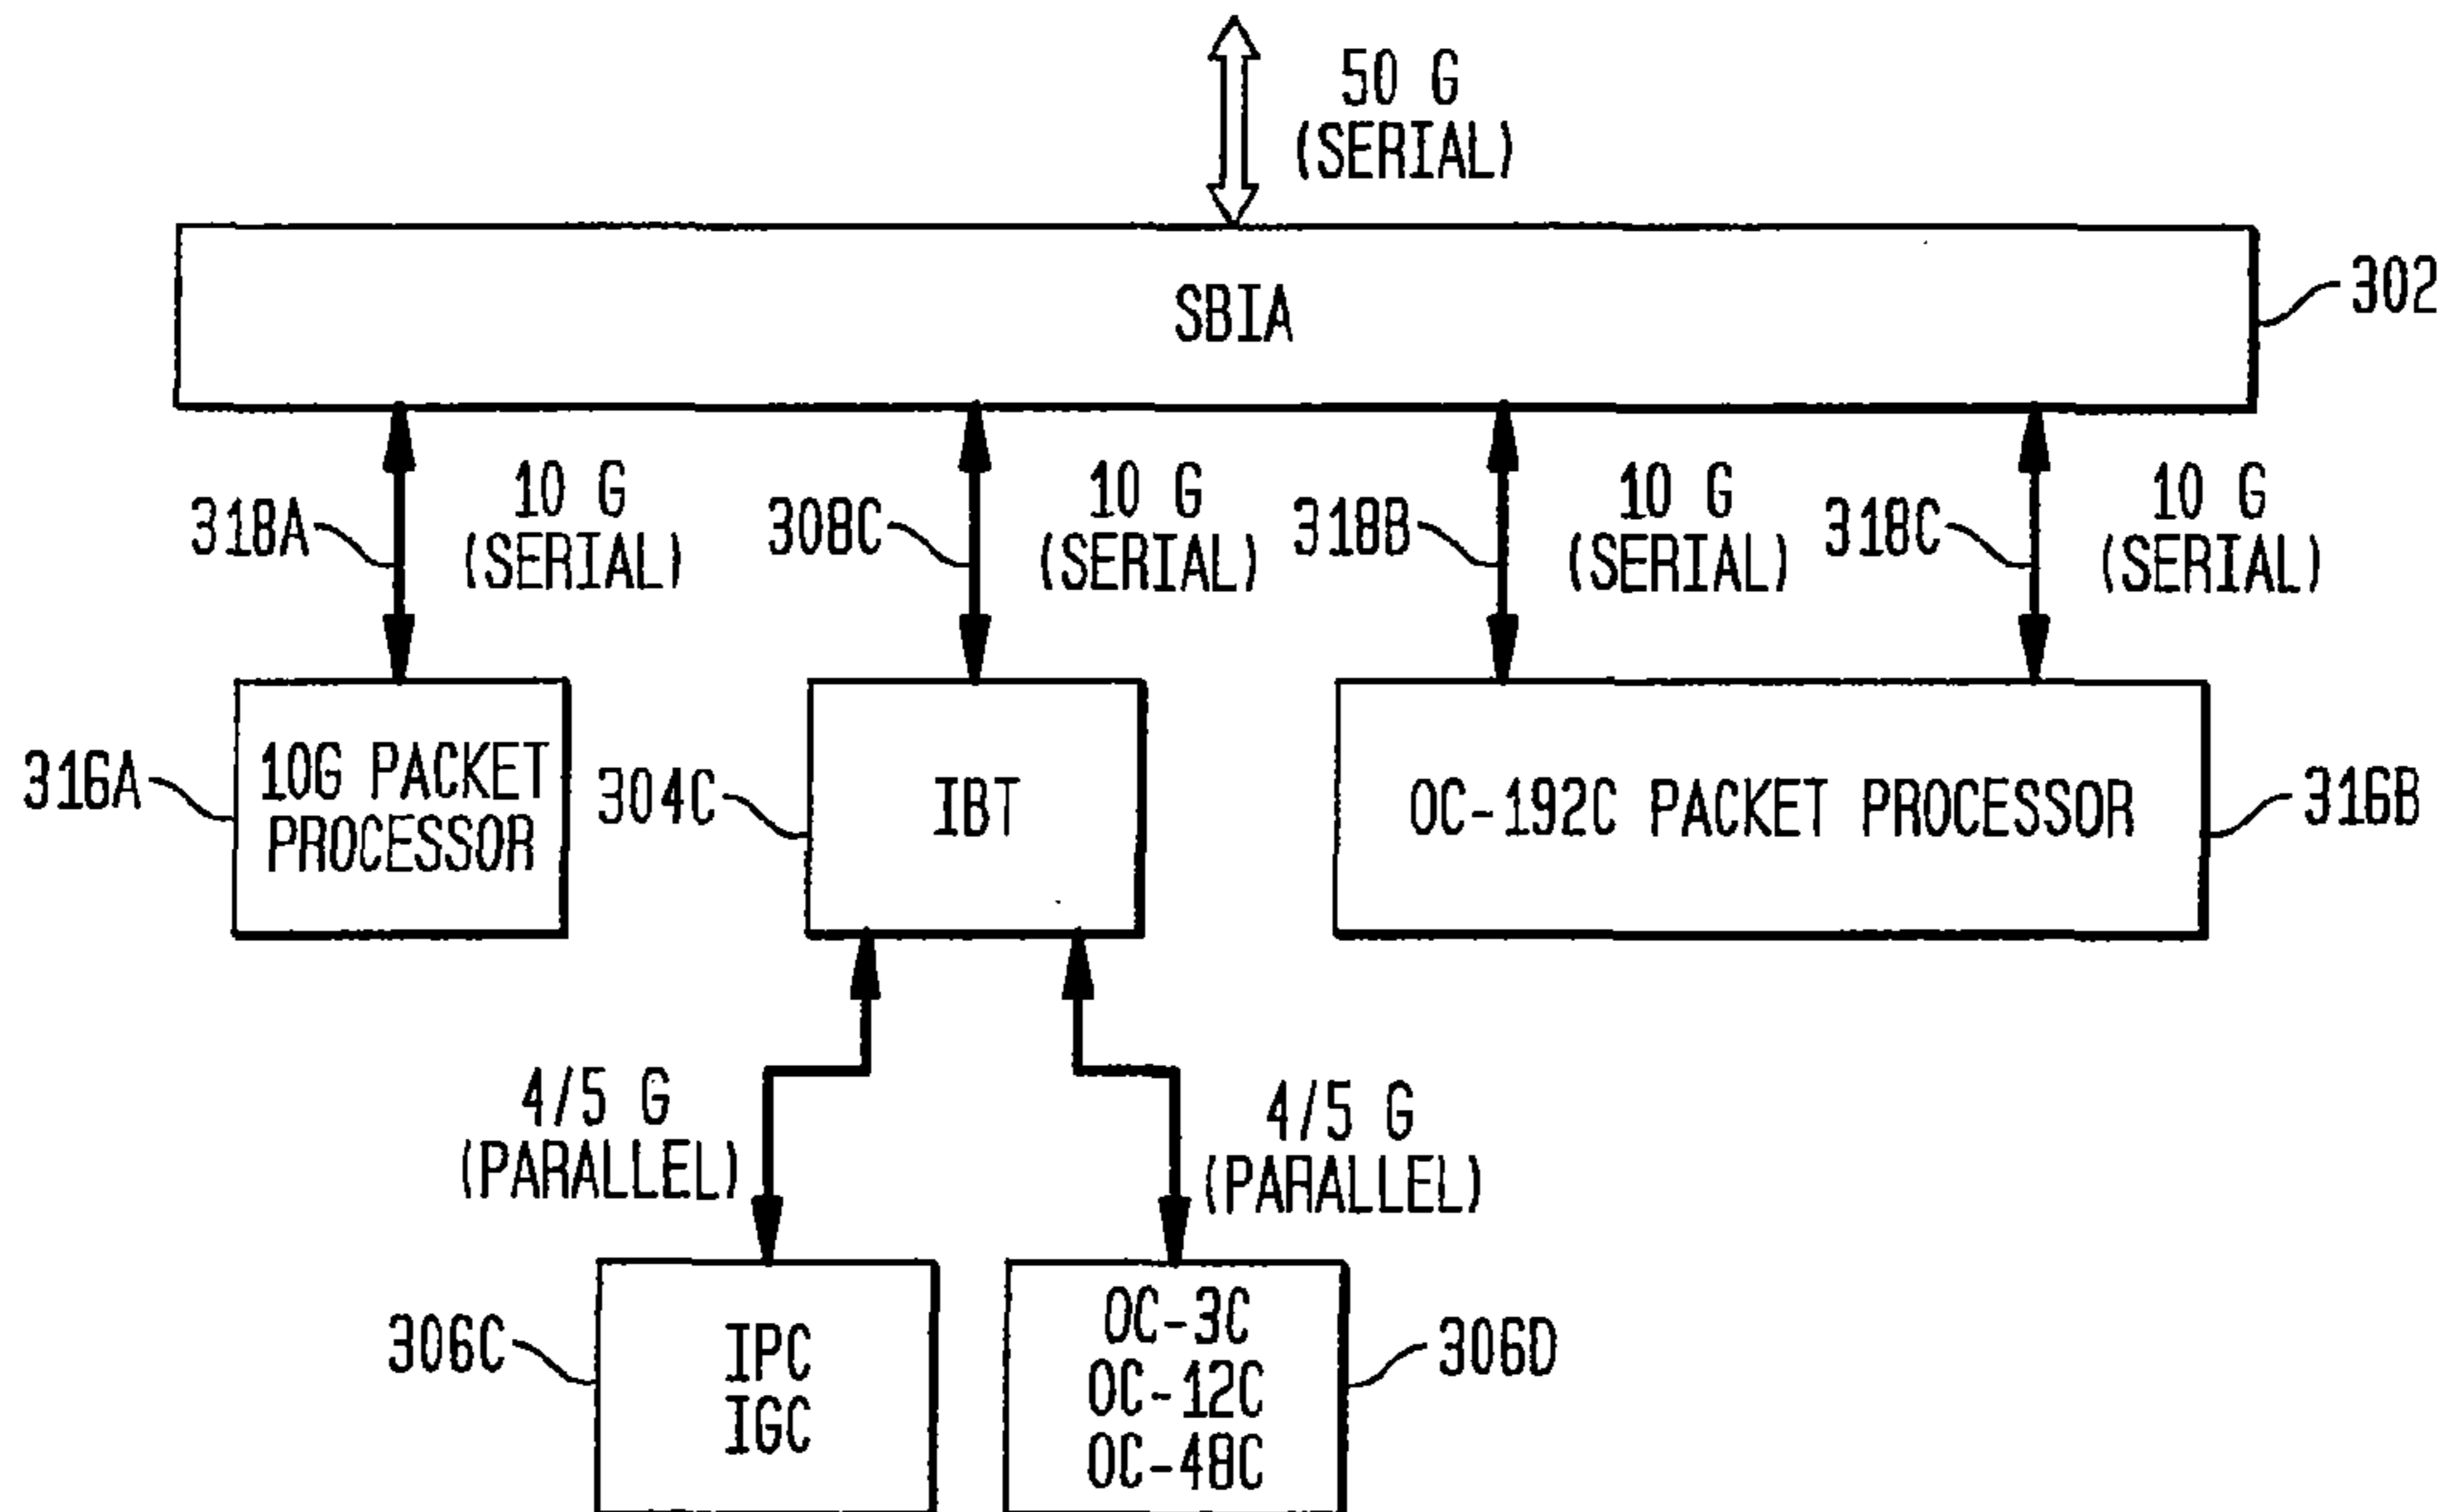 50 G
(SERIAL)
SBIA
302
318A
10 G
(SERIAL)
308C
10 G
(SERIAL)
318B
10 G
(SERIAL)
318C
10 G
(SERIAL)
316A
10G PACKET
PROCESSOR
304C
IBT
OC-192C PACKET PROCESSOR
316B
4/5 G
(PARALLEL)
4/5 G
(PARALLEL)
306C
IPC
IGC
OC-3C
OC-12C
OC-48C
306D